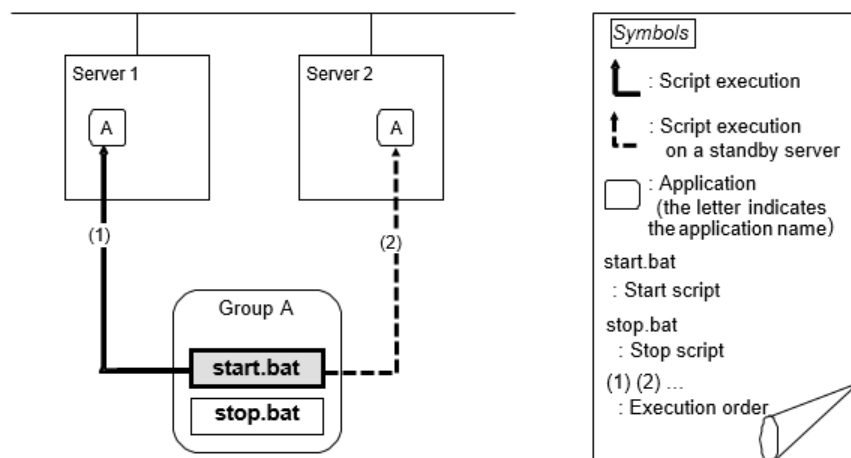 Server 1
Server 2
A
A
(1)
(2)
Group A
start.bat
stop.bat
Symbols
: Script execution
: Script execution
on a standby server
: Application
(the letter indicates
the application name)
start.bat
: Start script
stop.bat
: Stop script
(1) (2) ...
: Execution order